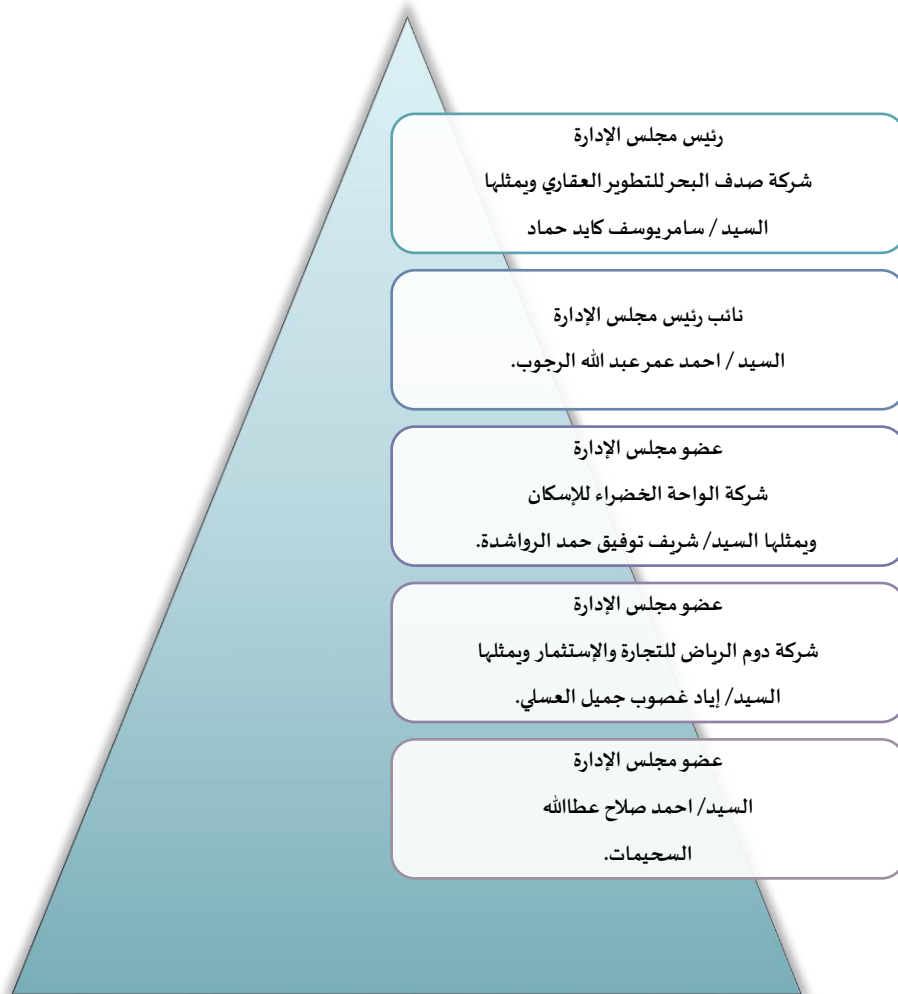 رئيس مجلس الإدارة
شركة صدف البحر للتطوير العقاري ويمثلها
السيد / سامر يوسف كايد حماد
نائب رئيس مجلس الإدارة
السيد / احمد عمر عبد الله الرجوب.
عضو مجلس الإدارة
شركة الواحة الخضراء للإسكان
ويمثلها السيد/ شريف توفيق حمد الرواشدة.
عضو مجلس الإدارة
شركة دوم الرياض للتجارة والإستثمار ويمثلها
السيد/ إياد غصوب جميل العسلي.
عضو مجلس الإدارة
السيد/ احمد صلاح عطاالله
السحيمات.